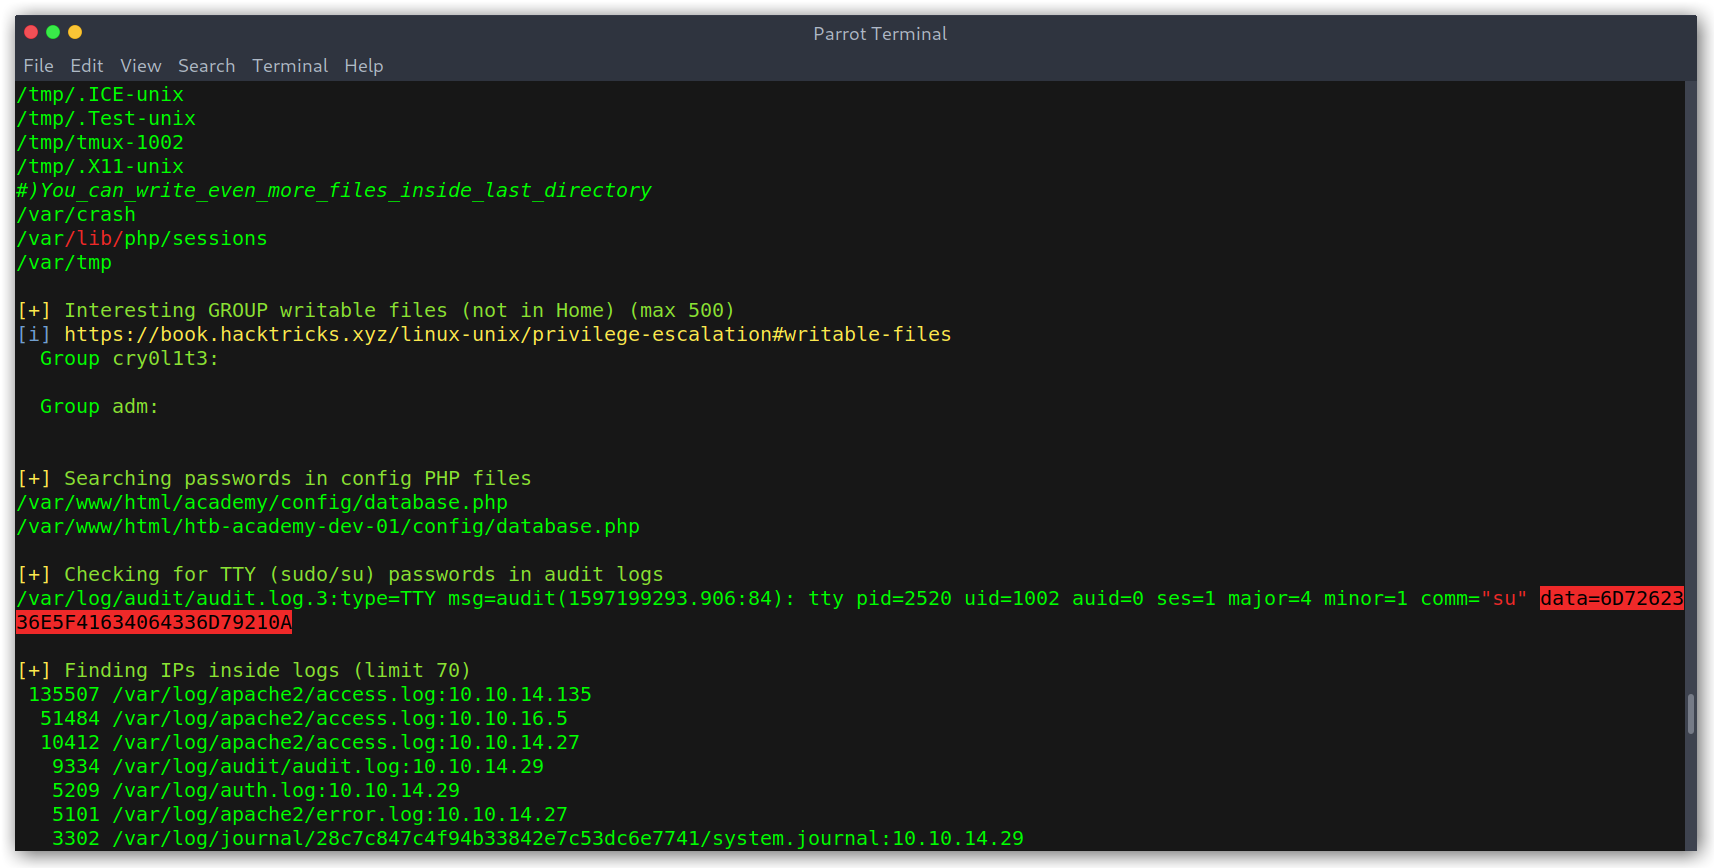 Parrot Terminal
File Edit View Search Terminal Help
/tmp/.ICE-unix
/tmp/.Test-unix
/tmp/tmux-1002
/tmp/.X11-unix
#)You_can_write_even_more_files_inside_last_directory
/var/crash
/var/lib/php/sessions
/var/tmp
[+] Interesting GROUP writable files (not in Home) (max 500)
[i] https://book.hacktricks.xyz/linux-unix/privilege-escalation#writable-files
Group cry0l1t3:
Group adm:
[+] Searching passwords in config PHP files
/var/www/html/academy/config/database.php
/var/www/html/htb-academy-dev-01/config/database.php
[+] Checking for TTY (sudo/su) passwords in audit logs
/var/log/audit/audit.log.3:type=TTY msg=audit(1597199293.906:84): tty pid=2520 uid=1002 auid=0 ses=1 major=4 minor=1 comm="su" data=6D72623
36E5F41634064336D79210A
[+] Finding IPs inside logs (limit 70)
135507 /var/log/apache2/access.log:10.10.14.135
51484 /var/log/apache2/access.log:10.10.16.5
10412 /var/log/apache2/access.log:10.10.14.27
9334 /var/log/audit/audit.log:10.10.14.29
5209 /var/log/auth.log:10.10.14.29
5101 /var/log/apache2/error.log:10.10.14.27
3302 /var/log/journal/28c7c847c4f94b33842e7c53dc6e7741/system.journal:10.10.14.29